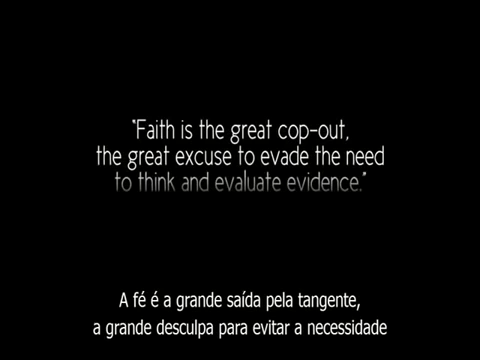 "Faith is the great cop-out,
the great excuse to evade the need
to think and evaluate evidence."
A fé é a grande saída pela tangente,
a grande desculpa para evitar a necessidade